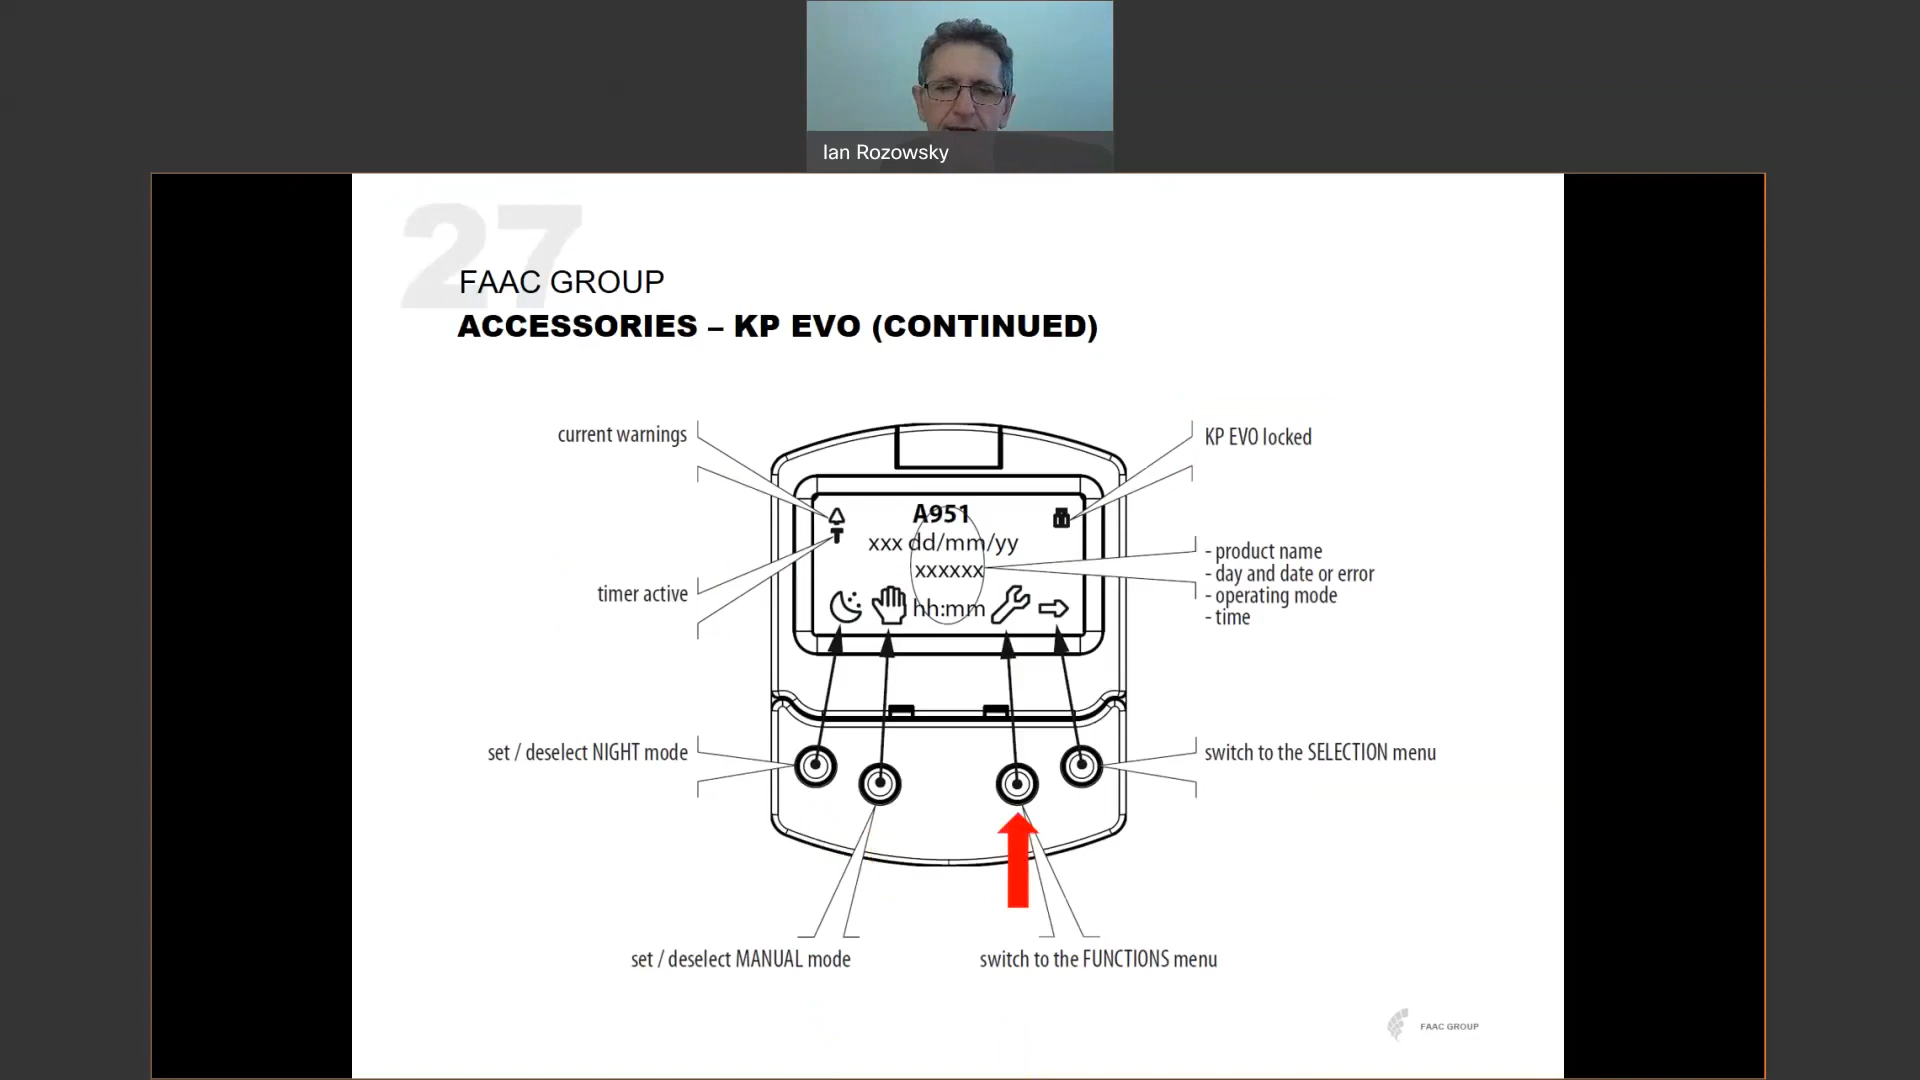 Ian Rozowsky
27
FAAC GROUP
ACCESSORIES – KP EVO (CONTINUED)
current warnings
KP EVO locked
A951
xxx dd/mm/yy
xxxxxx
hh:mm
timer active
- product name
- day and date or error
- operating mode
- time
set / deselect NIGHT mode
switch to the SELECTION menu
set / deselect MANUAL mode
switch to the FUNCTIONS menu
FAAC GROUP